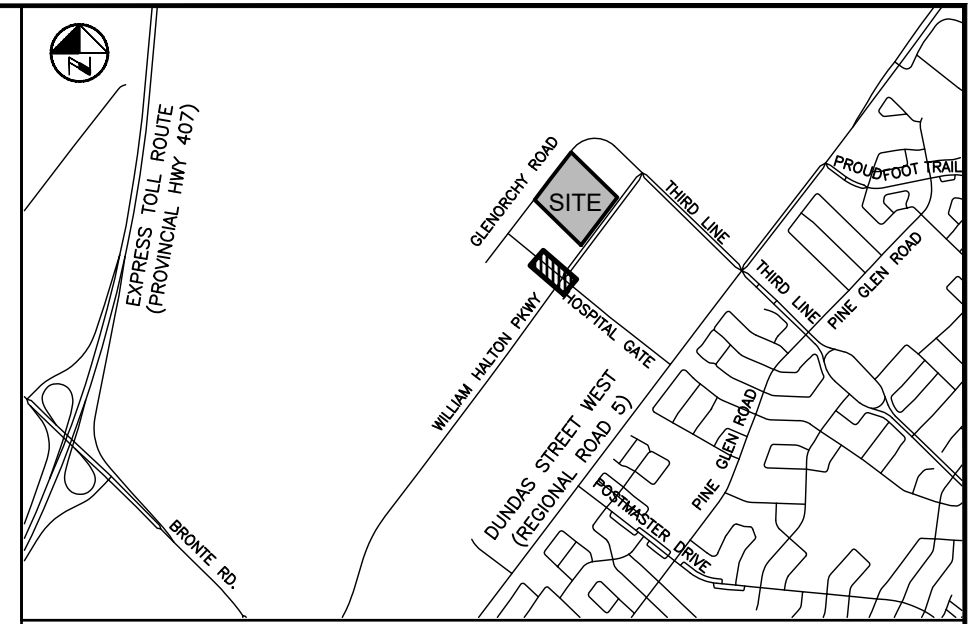 N
EXPRESS TOLL ROUTE
(PROVINCIAL HWY 407)
GLENORCHY ROAD
SITE
THIRD LINE
PROUDFOOT TRAIL
PINE GLEN ROAD
THIRD LINE
HOSPITAL GATE
WILLIAM HALTON PKWY
DUNDAS STREET WEST
(REGIONAL ROAD 5)
PINE GLEN ROAD
POSTMASTER DRIVE
BRONTE RD.